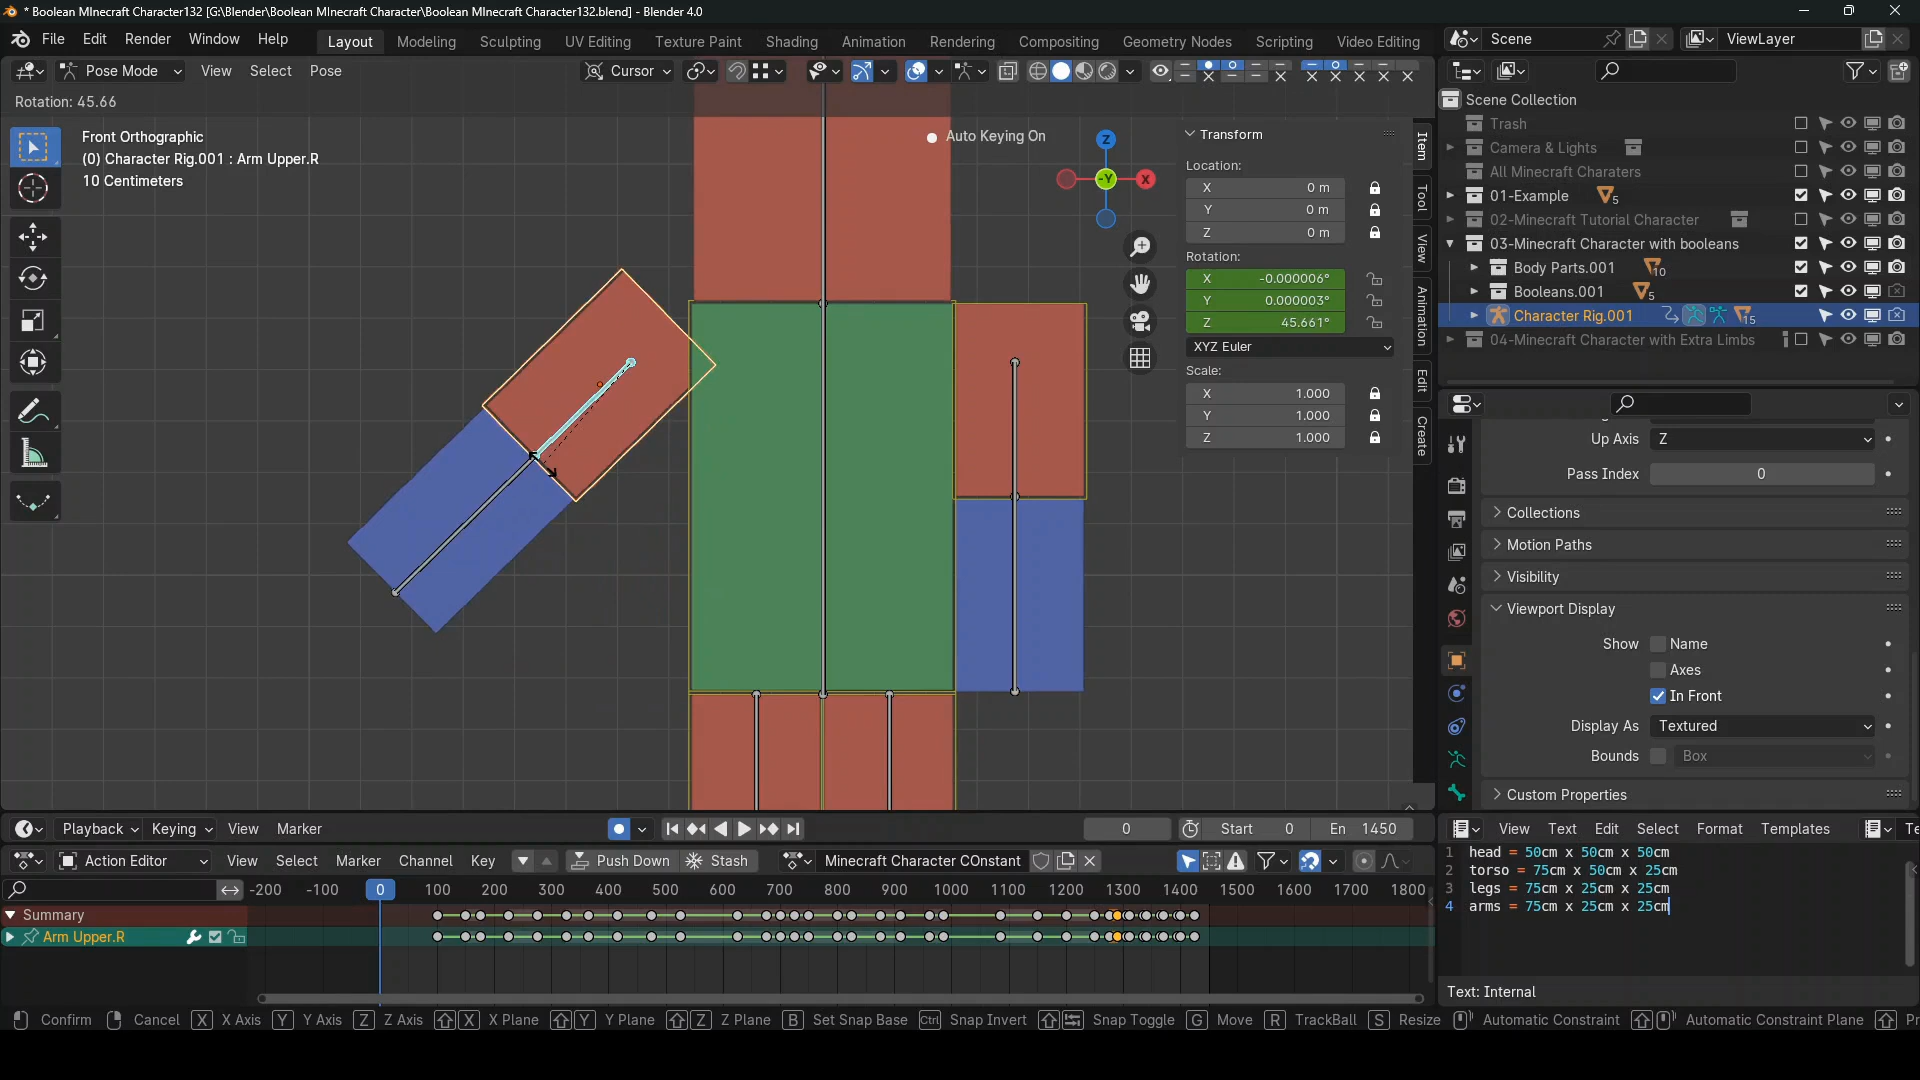 * Boolean MInecraft Character132 [G:\Blender\Boolean MInecraft Character\Boolean MInecraft Character132.blend] - Blender 4.0
File Edit Render Window Help Layout Modeling Sculpting UV Editing Texture Paint Shading Animation Rendering Compositing Geometry Nodes Scripting Video Editing Scene ViewLayer
Pose Mode View Select Pose Cursor
Rotation: 45.66
Front Orthographic
(0) Character Rig.001 : Arm Upper.R
10 Centimeters
Auto Keying On
Z
-Y
X
Transform
Location:
X 0 m
Y 0 m
Z 0 m
Rotation:
X -0.000006°
Y 0.000003°
Z 45.661°
XYZ Euler
Scale:
X 1.000
Y 1.000
Z 1.000
Item
Tool
View
Animation
Edit
Create
Scene Collection
Trash
Camera & Lights
All Minecraft Charaters
01-Example 5
02-Minecraft Tutorial Character
03-Minecraft Character with booleans
Body Parts.001 10
Booleans.001 5
Character Rig.001 15
04-Minecraft Character with Extra Limbs
Up Axis Z
Pass Index 0
Collections
Motion Paths
Visibility
Viewport Display
Show Name
Axes
In Front
Display As Textured
Bounds Box
Custom Properties
Playback Keying View Marker 0 Start 0 En 1450
Action Editor View Select Marker Channel Key Push Down Stash Minecraft Character COnstant
-200 -100 0 100 200 300 400 500 600 700 800 900 1000 1100 1200 1300 1400 1500 1600 1700 1800
Summary
Arm Upper.R
View Text Edit Select Format Templates Te
1 head = 50cm x 50cm x 50cm
2 torso = 75cm x 50cm x 25cm
3 legs = 75cm x 25cm x 25cm
4 arms = 75cm x 25cm x 25cm
Text: Internal
Confirm Cancel X X Axis Y Y Axis Z Z Axis X X Plane Y Y Plane Z Z Plane B Set Snap Base Ctrl Snap Invert Snap Toggle G Move R TrackBall S Resize Automatic Constraint Automatic Constraint Plane Pr